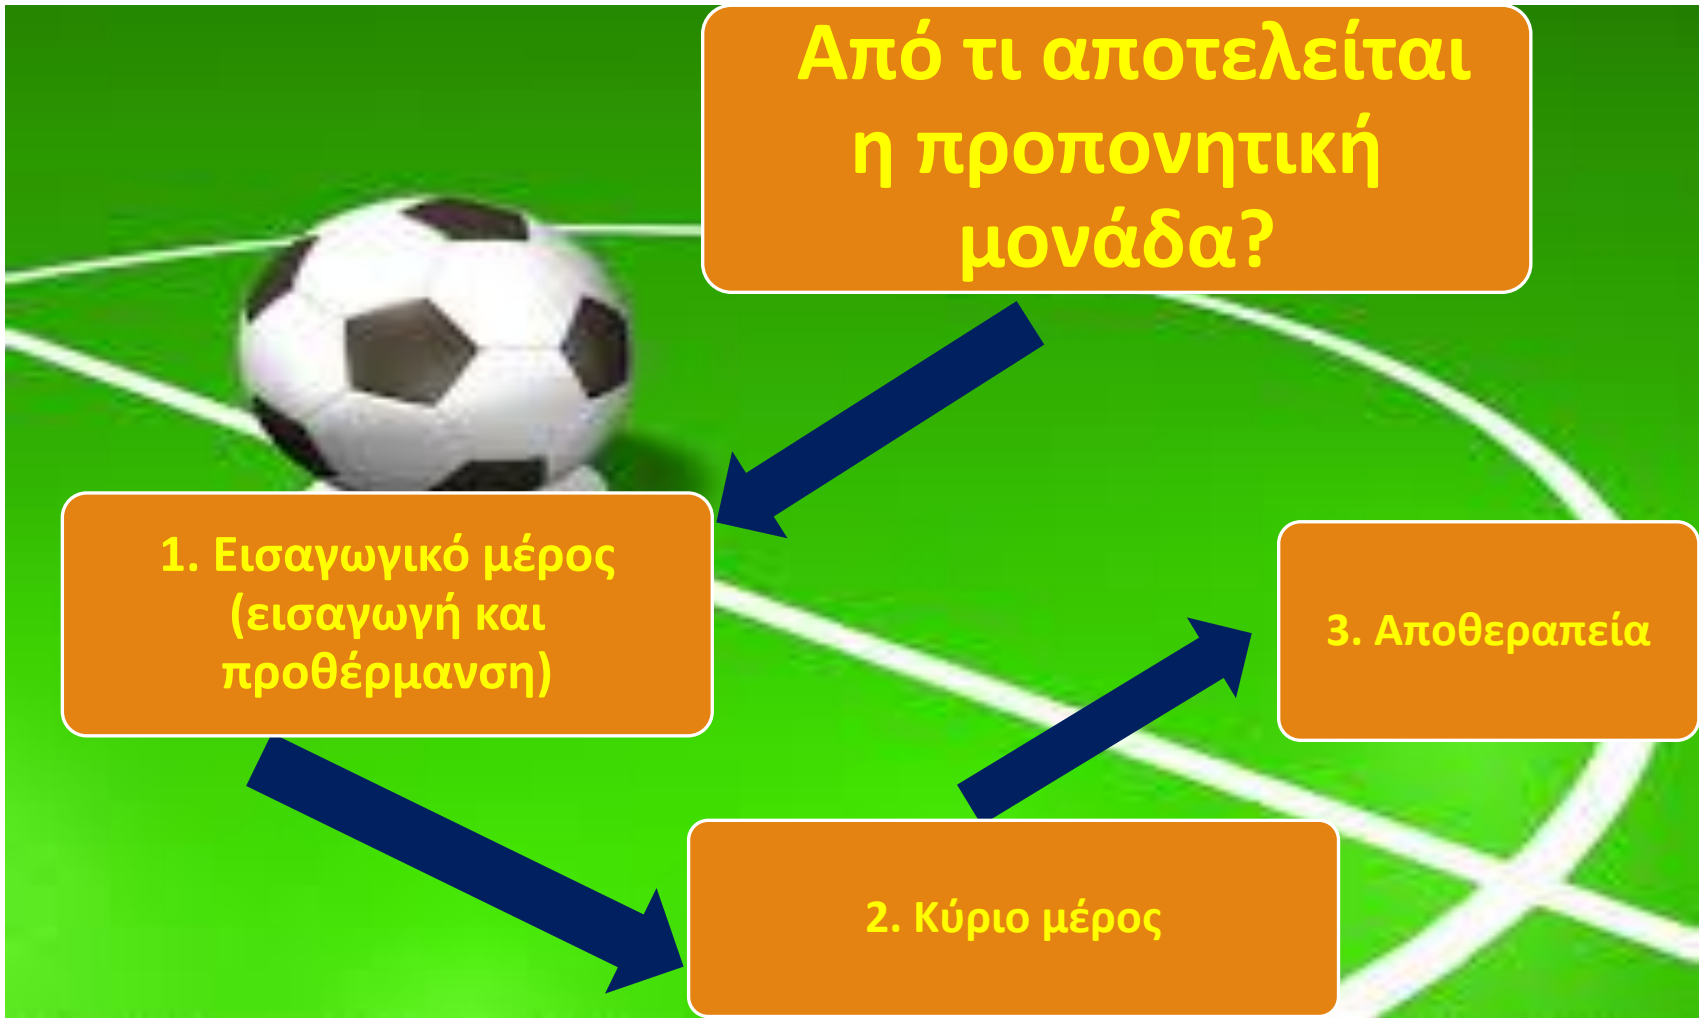 Από τι αποτελείται
η προπονητική
μονάδα?
1. Εισαγωγικό μέρος
(εισαγωγή και
προθέρμανση)
2. Κύριο μέρος
3. Αποθεραπεία